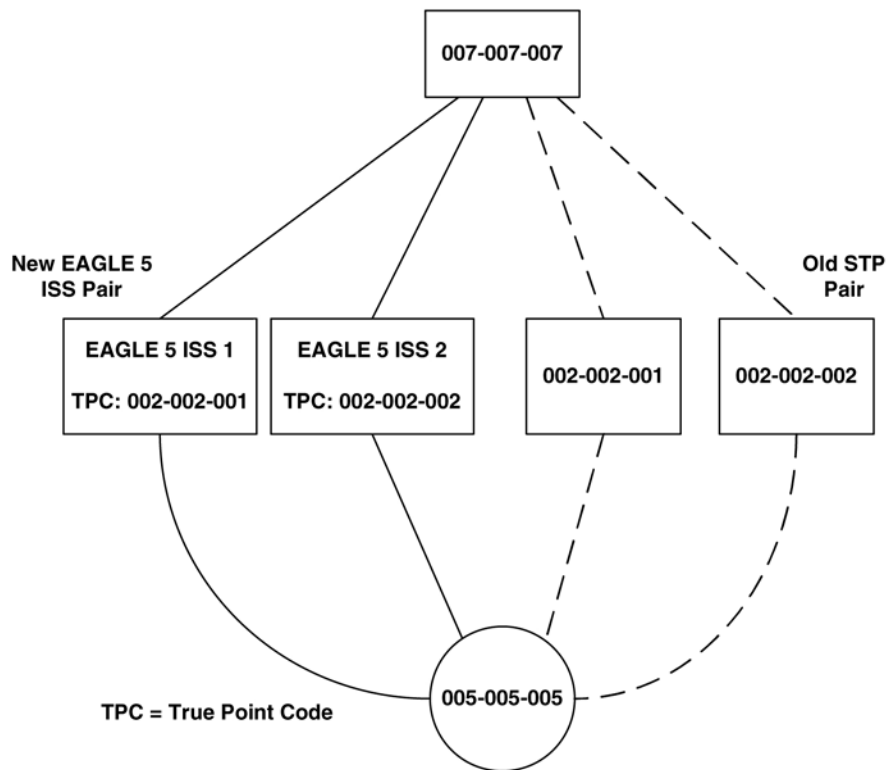 007-007-007
New EAGLE 5
ISS Pair
Old STP
Pair
EAGLE 5 ISS 1
TPC: 002-002-001
EAGLE 5 ISS 2
TPC: 002-002-002
002-002-001
002-002-002
005-005-005
TPC = True Point Code